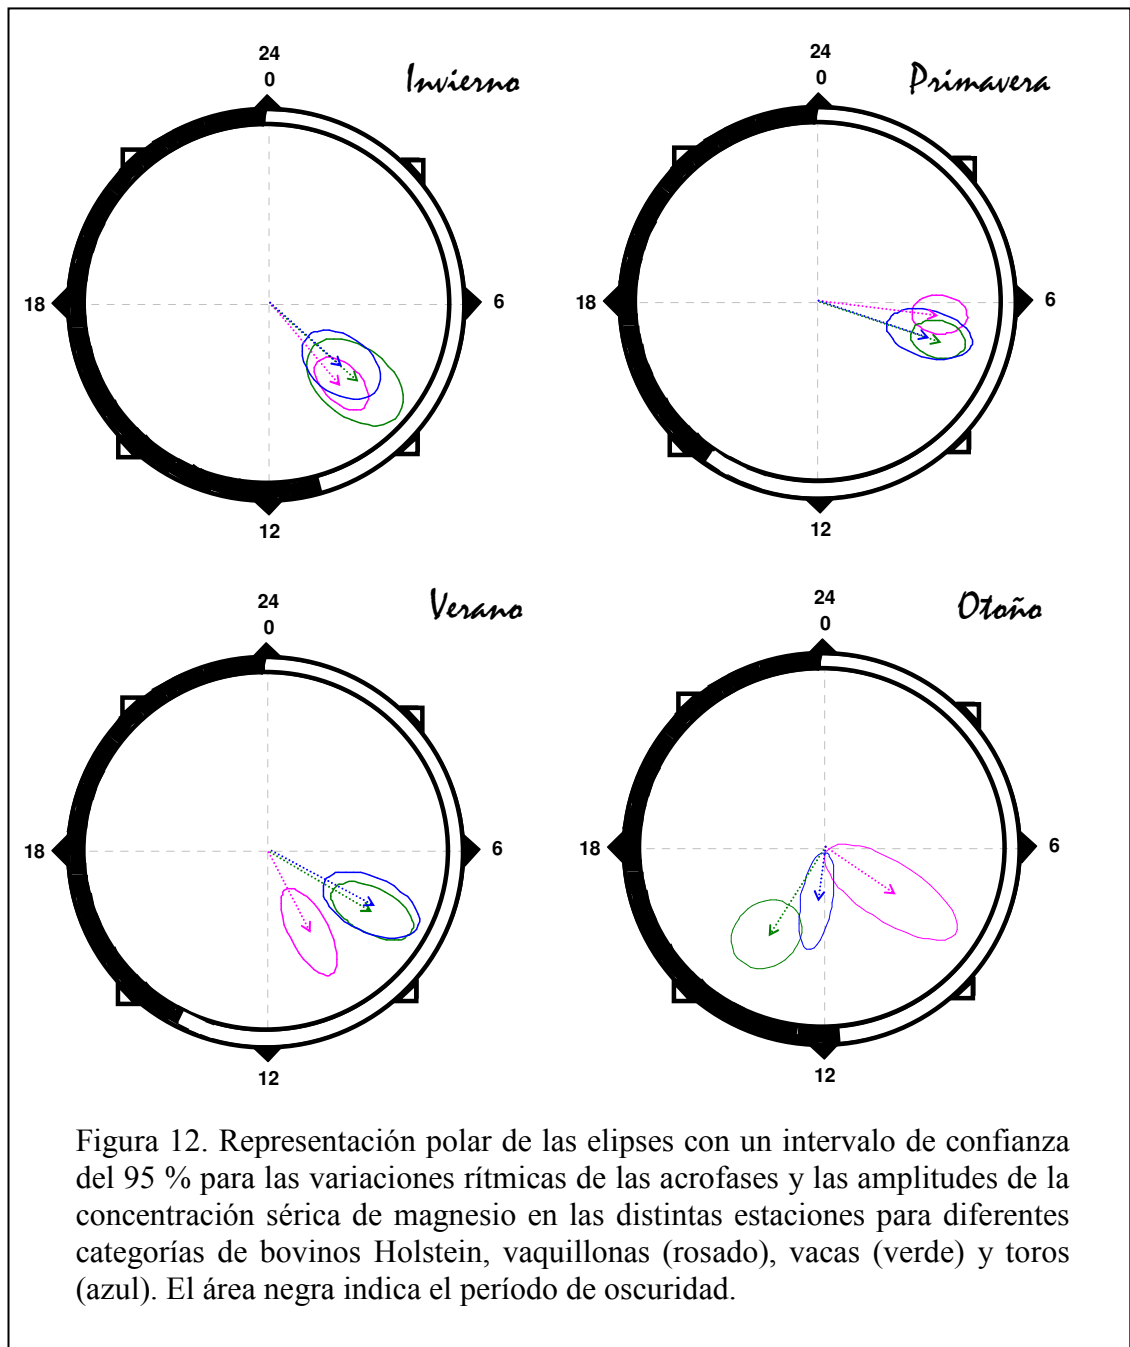 Invierno
24
0
18
6
12
Primavera
24
0
18
6
12
Verano
24
0
18
6
12
Otoño
24
0
18
6
12
Figura 12. Representación polar de las elipses con un intervalo de confianza
del 95 % para las variaciones rítmicas de las acrofases y las amplitudes de la
concentración sérica de magnesio en las distintas estaciones para diferentes
categorías de bovinos Holstein, vaquillonas (rosado), vacas (verde) y toros
(azul). El área negra indica el período de oscuridad.